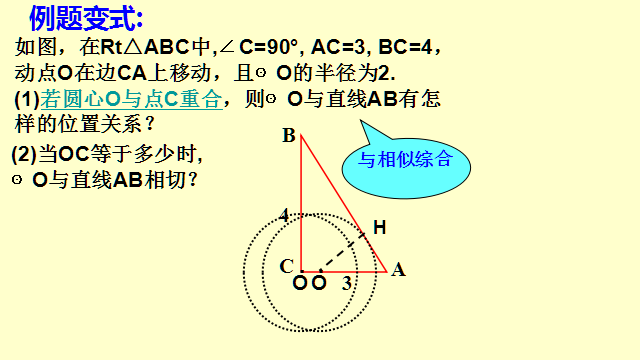 例题变式:
如图，在Rt△ABC中,∠C=90°, AC=3, BC=4，
动点O在边CA上移动，且⊙O的半径为2.
(1)若圆心O与点C重合，则⊙O与直线AB有怎
样的位置关系？
(2)当OC等于多少时,
⊙O与直线AB相切?
与相似综合
B
4
H
C
A
O O 3